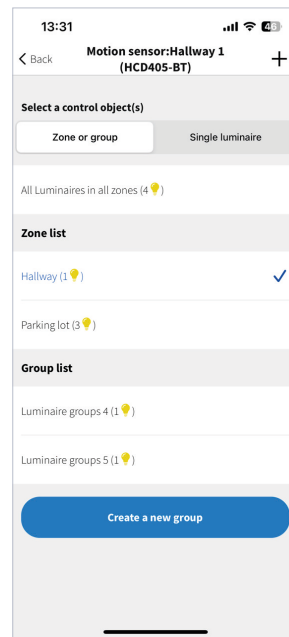 13:31
46
Back
Motion sensor:Hallway 1
(HCD405-BT)
Select a control object(s)
Zone or group
Single luminaire
All Luminaires in all zones (4💡)
Zone list
Hallway (1💡)
Parking lot (3💡)
Group list
Luminaire groups 4 (1💡)
Luminaire groups 5 (1💡)
Create a new group